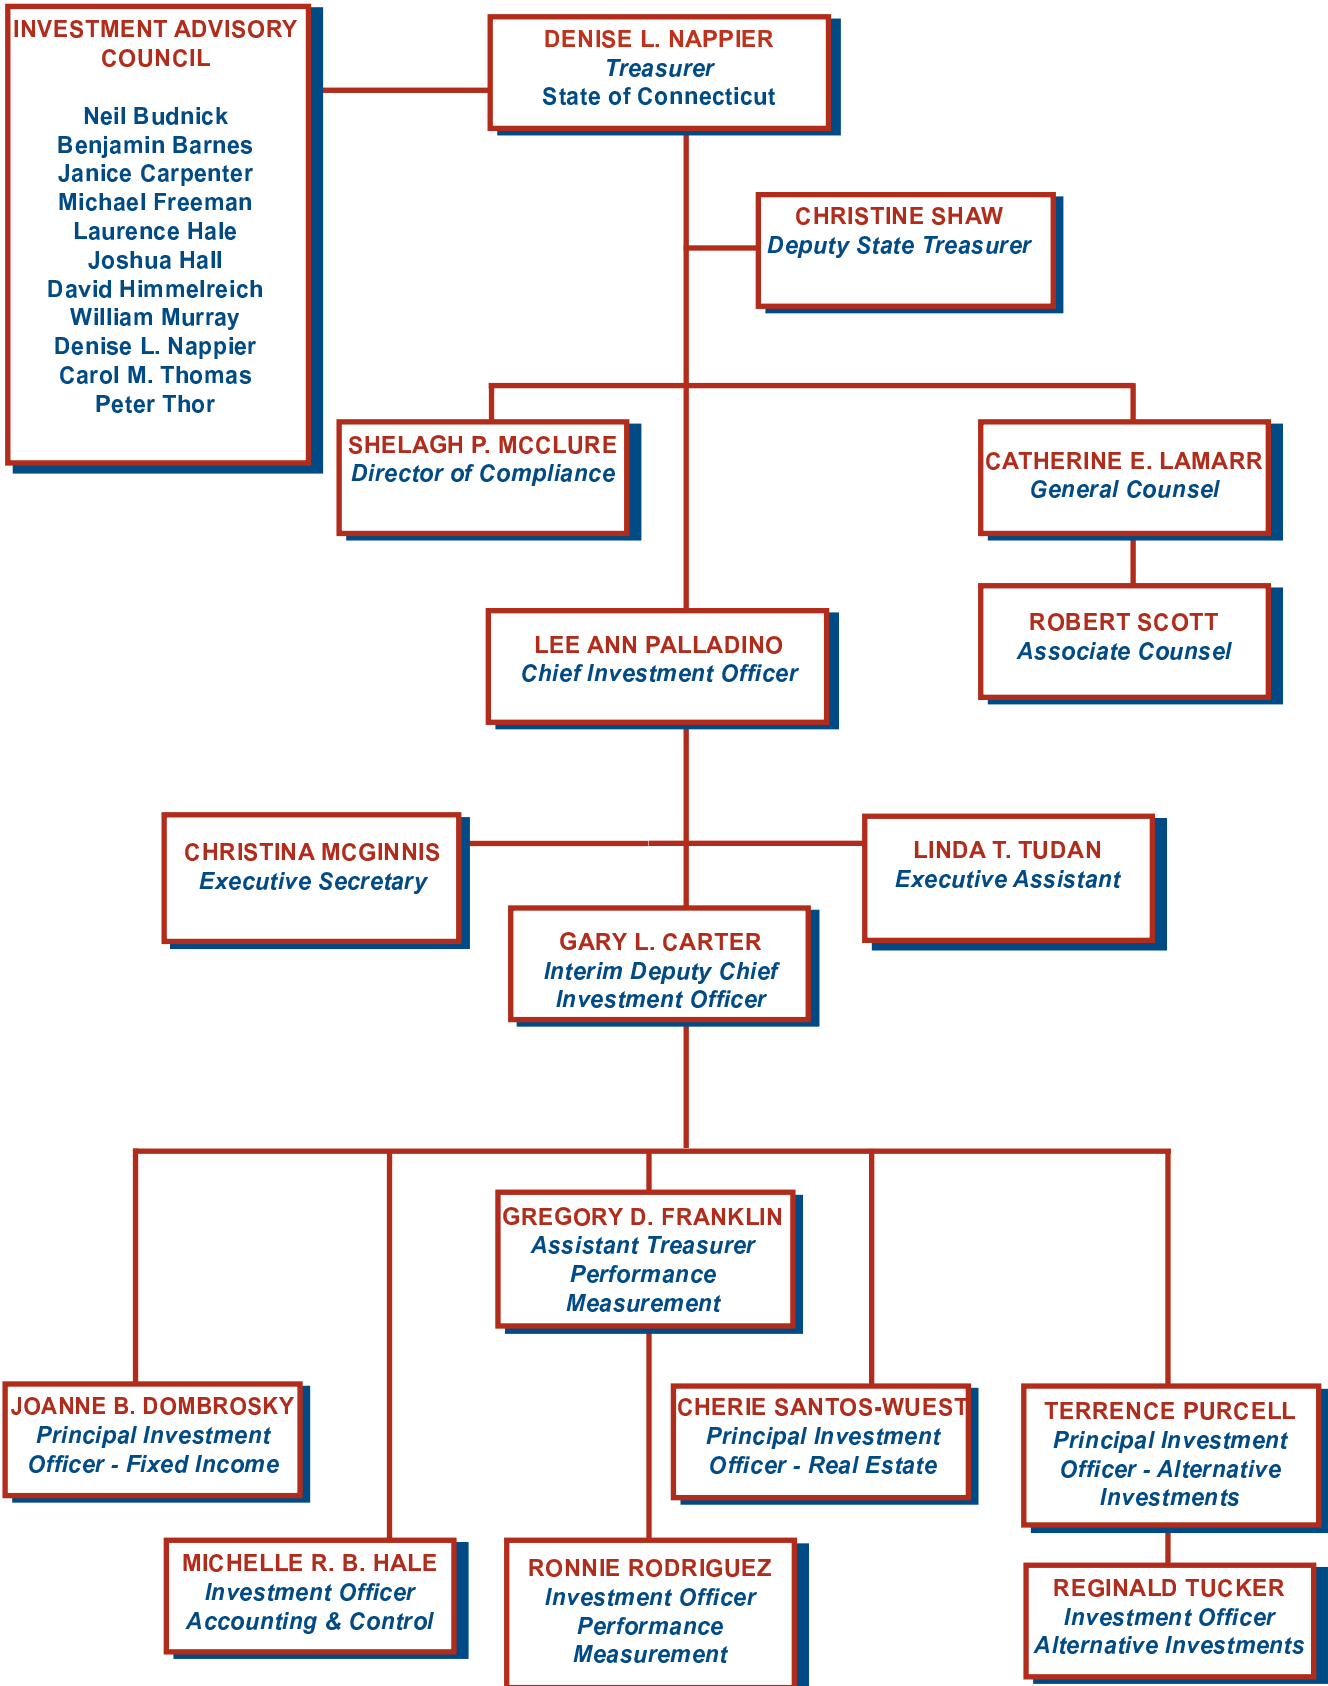 INVESTMENT ADVISORY
COUNCIL
Neil Budnick
Benjamin Barnes
Janice Carpenter
Michael Freeman
Laurence Hale
Joshua Hall
David Himmelreich
William Murray
Denise L. Nappier
Carol M. Thomas
Peter Thor
DENISE L. NAPPIER
Treasurer
State of Connecticut
CHRISTINE SHAW
Deputy State Treasurer
SHELAGH P. MCCLURE
Director of Compliance
CATHERINE E. LAMARR
General Counsel
ROBERT SCOTT
Associate Counsel
LEE ANN PALLADINO
Chief Investment Officer
CHRISTINA MCGINNIS
Executive Secretary
LINDA T. TUDAN
Executive Assistant
GARY L. CARTER
Interim Deputy Chief
Investment Officer
GREGORY D. FRANKLIN
Assistant Treasurer
Performance
Measurement
JOANNE B. DOMBROSKY
Principal Investment
Officer - Fixed Income
CHERIE SANTOS-WUEST
Principal Investment
Officer - Real Estate
TERRENCE PURCELL
Principal Investment
Officer - Alternative
Investments
MICHELLE R. B. HALE
Investment Officer
Accounting & Control
RONNIE RODRIGUEZ
Investment Officer
Performance
Measurement
REGINALD TUCKER
Investment Officer
Alternative Investments